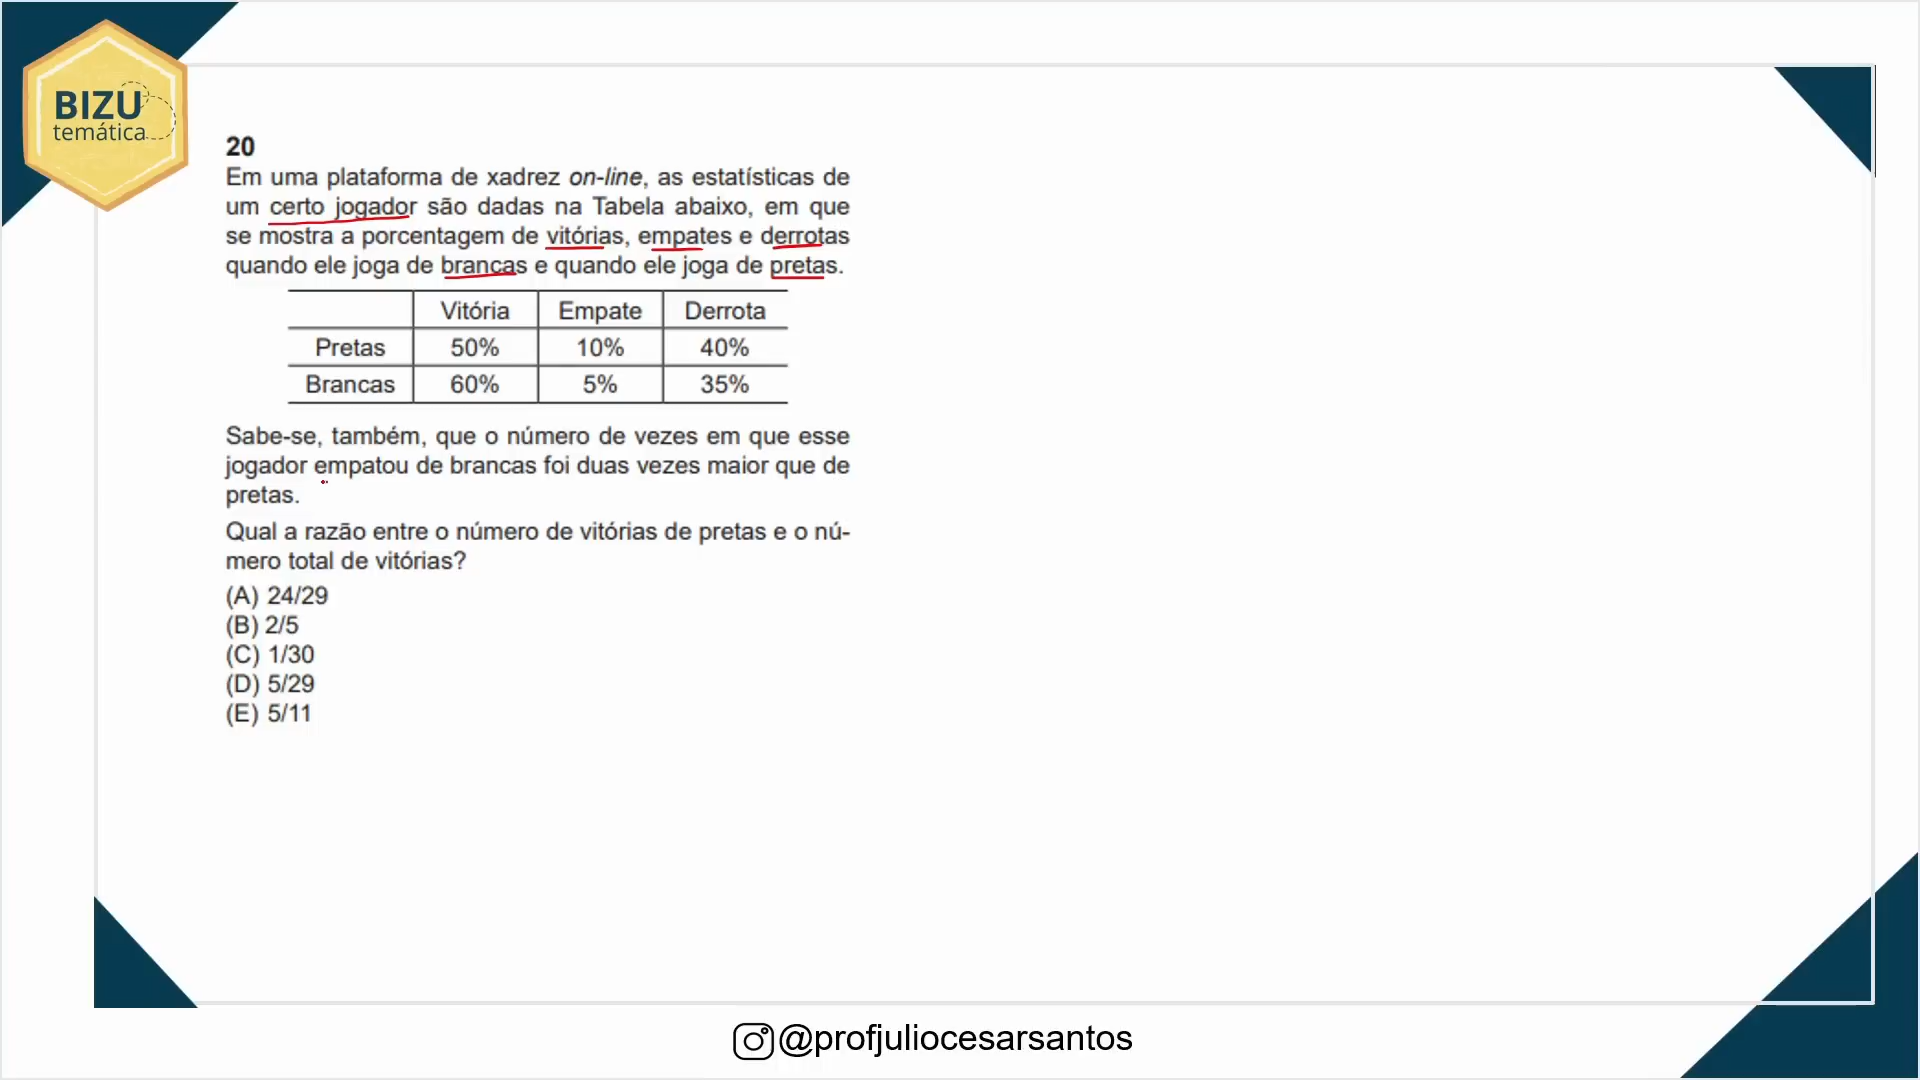 BIZU
temática
20
Em uma plataforma de xadrez on-line, as estatísticas de
um certo jogador são dadas na Tabela abaixo, em que
se mostra a porcentagem de vitórias, empates e derrotas
quando ele joga de brancas e quando ele joga de pretas.
Vitória Empate Derrota
Pretas 50% 10% 40%
Brancas 60% 5% 35%
Sabe-se, também, que o número de vezes em que esse
jogador empatou de brancas foi duas vezes maior que de
pretas.
Qual a razão entre o número de vitórias de pretas e o nú-
mero total de vitórias?
(A) 24/29
(B) 2/5
(C) 1/30
(D) 5/29
(E) 5/11
@profjuliocesarsantos